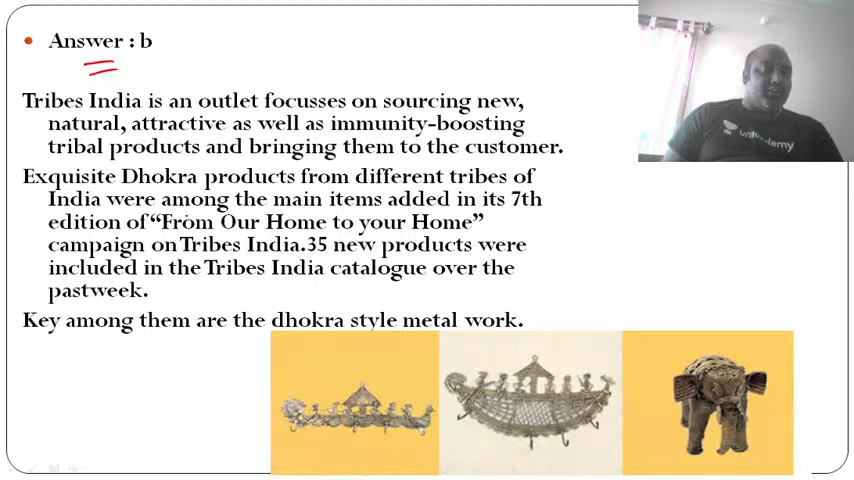 Answer : b
Tribes India is an outlet focusses on sourcing new,
natural, attractive as well as immunity-boosting
tribal products and bringing them to the customer.
Exquisite Dhokra products from different tribes of
India were among the main items added in its 7th
edition of “From Our Home to your Home”
campaign on Tribes India.35 new products were
included in the Tribes India catalogue over the
pastweek.
Key among them are the dhokra style metal work.